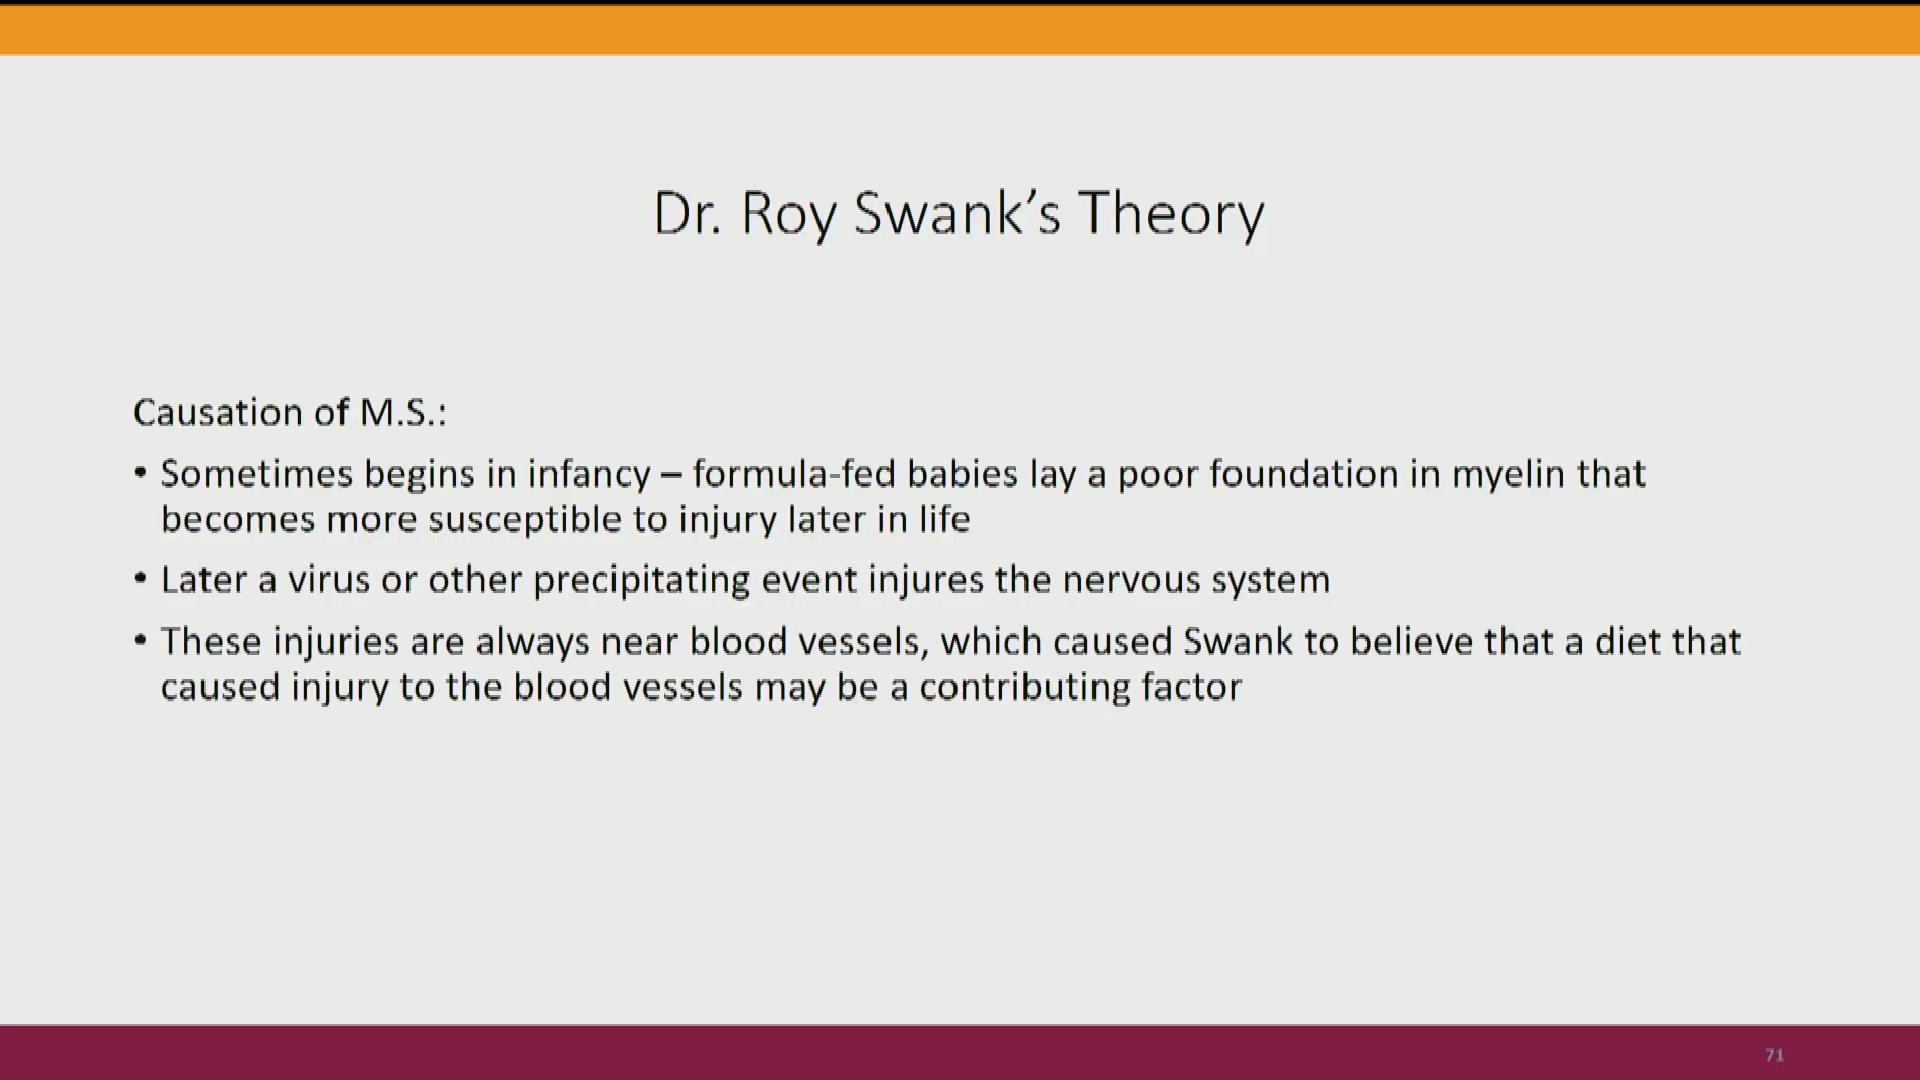 Dr. Roy Swank’s Theory
Causation of M.S.:
• Sometimes begins in infancy – formula-fed babies lay a poor foundation in myelin that
becomes more susceptible to injury later in life
• Later a virus or other precipitating event injures the nervous system
• These injuries are always near blood vessels, which caused Swank to believe that a diet that
caused injury to the blood vessels may be a contributing factor
71